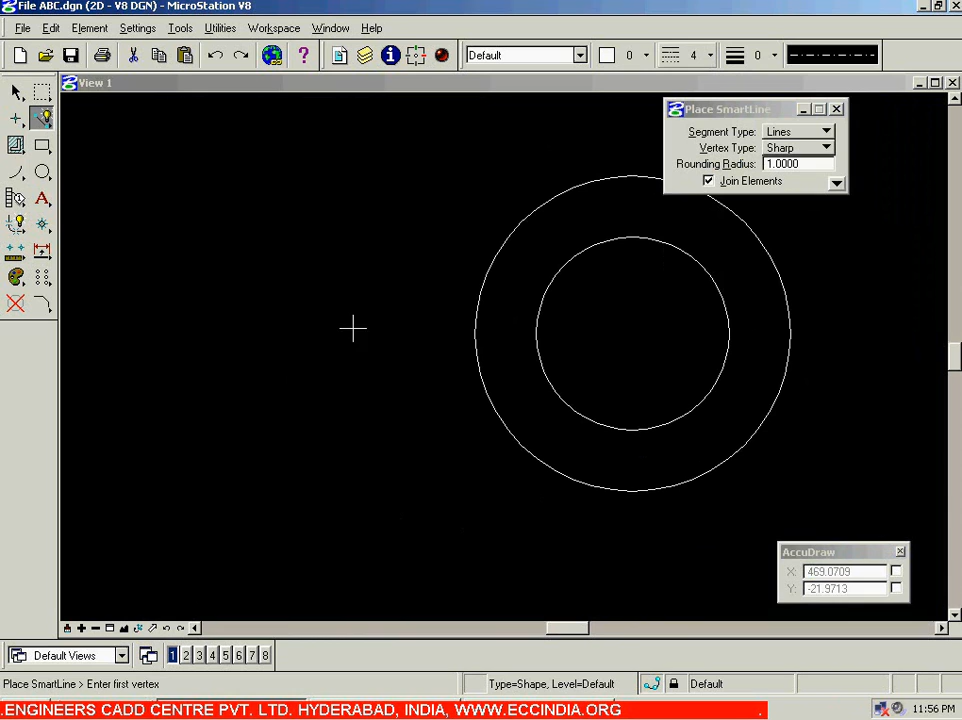 File ABC.dgn (2D - V8 DGN) - MicroStation V8
File Edit Element Settings Tools Utilities Workspace Window Help
Default 0 4 0
View 1
Place SmartLine
Segment Type: Lines
Vertex Type: Sharp
Rounding Radius: 1.0000
Join Elements
AccuDraw
X: 469.0709
Y: -21.9713
Default Views 1 2 3 4 5 6 7 8
Place SmartLine > Enter first vertex Type=Shape, Level=Default Default
.ENGINEERS CADD CENTRE PVT. LTD. HYDERABAD, INDIA, WWW.ECCINDIA.ORG . 11:56 PM